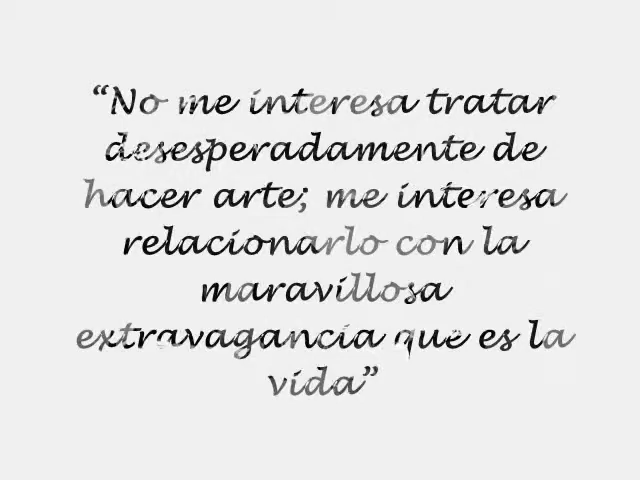 “No me interesa tratar
desesperadamente de
hacer arte; me interesa
relacionarlo con la
maravillosa
extravagancia que es la
vida”